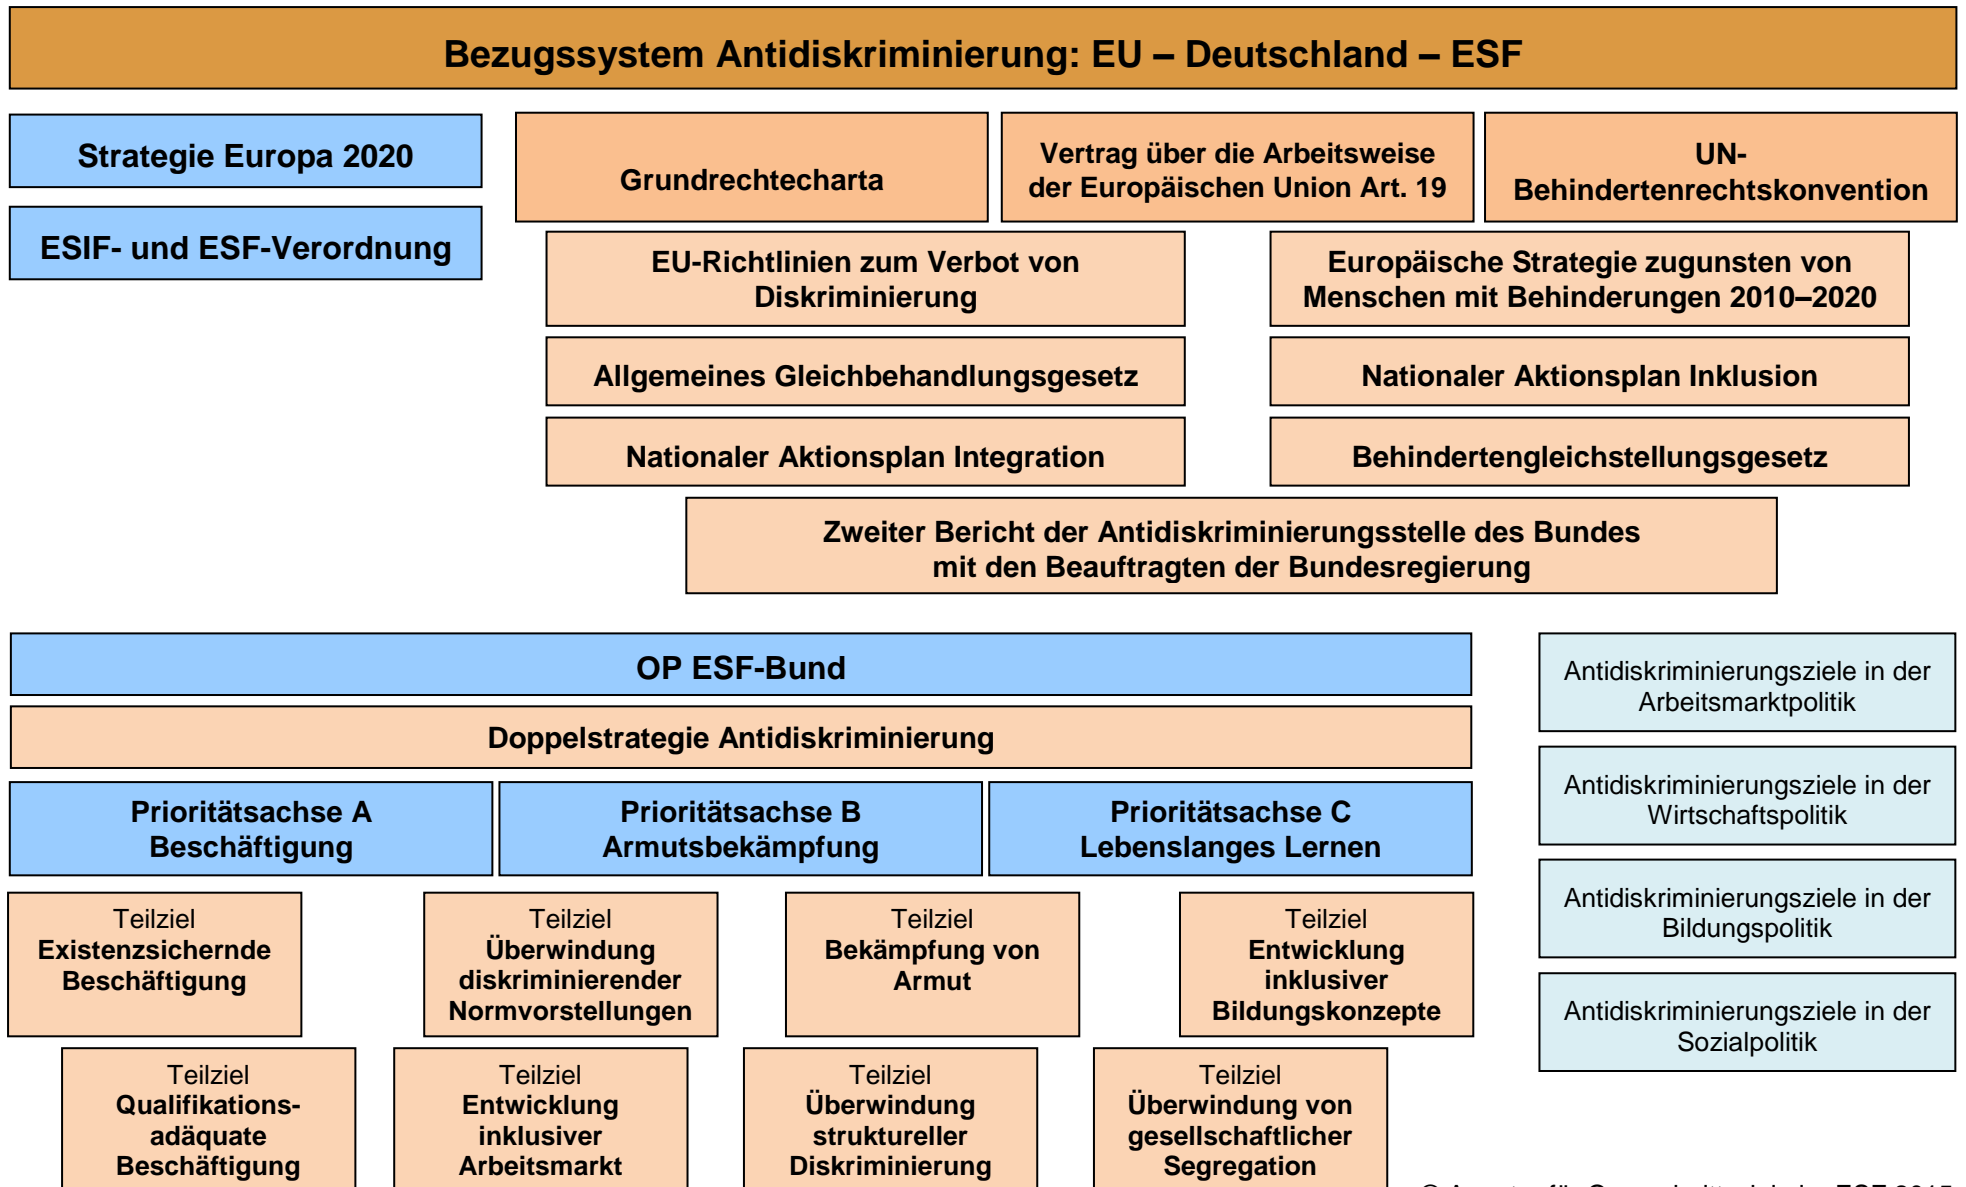 Bezugssystem Antidiskriminierung: EU – Deutschland – ESF
Strategie Europa 2020
ESIF- und ESF-Verordnung
Grundrechtecharta
Vertrag über die Arbeitsweise
der Europäischen Union Art. 19
UN-
Behindertenrechtskonvention
EU-Richtlinien zum Verbot von
Diskriminierung
Europäische Strategie zugunsten von
Menschen mit Behinderungen 2010–2020
Allgemeines Gleichbehandlungsgesetz
Nationaler Aktionsplan Inklusion
Nationaler Aktionsplan Integration
Behindertengleichstellungsgesetz
Zweiter Bericht der Antidiskriminierungsstelle des Bundes
mit den Beauftragten der Bundesregierung
OP ESF-Bund
Doppelstrategie Antidiskriminierung
Prioritätsachse A
Beschäftigung
Prioritätsachse B
Armutsbekämpfung
Prioritätsachse C
Lebenslanges Lernen
Teilziel
Existenzsichernde
Beschäftigung
Teilziel
Überwindung
diskriminierender
Normvorstellungen
Teilziel
Bekämpfung von
Armut
Teilziel
Entwicklung
inklusiver
Bildungskonzepte
Teilziel
Qualifikations-
adäquate
Beschäftigung
Teilziel
Entwicklung
inklusiver
Arbeitsmarkt
Teilziel
Überwindung
struktureller
Diskriminierung
Teilziel
Überwindung von
gesellschaftlicher
Segregation
Antidiskriminierungsziele in der
Arbeitsmarktpolitik
Antidiskriminierungsziele in der
Wirtschaftspolitik
Antidiskriminierungsziele in der
Bildungspolitik
Antidiskriminierungsziele in der
Sozialpolitik